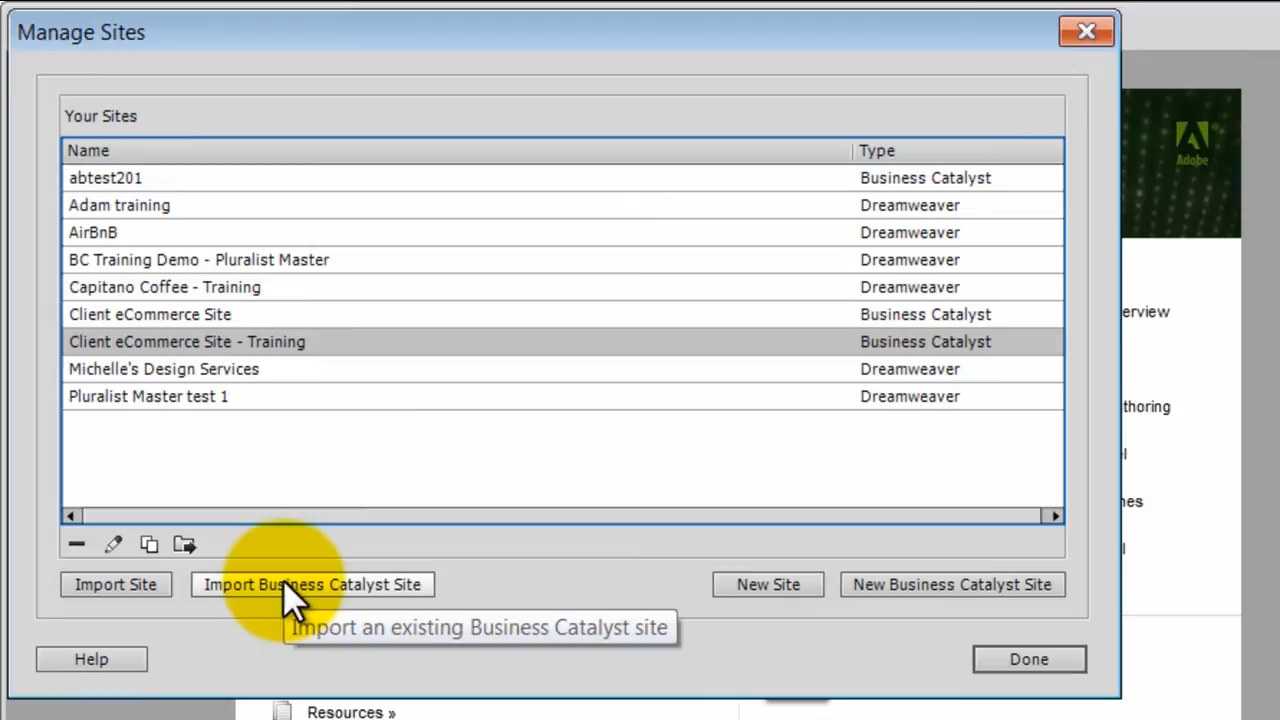 Manage Sites
Adobe
Your Sites
Name Type
abtest201 Business Catalyst
Adam training Dreamweaver
AirBnB Dreamweaver
BC Training Demo - Pluralist Master Dreamweaver
Capitano Coffee - Training Dreamweaver
Client eCommerce Site Business Catalyst
Client eCommerce Site - Training Business Catalyst
Michelle's Design Services Dreamweaver
Pluralist Master test 1 Dreamweaver
Import Site Import Business Catalyst Site New Site New Business Catalyst Site
Import an existing Business Catalyst site
Help Done
Resources »